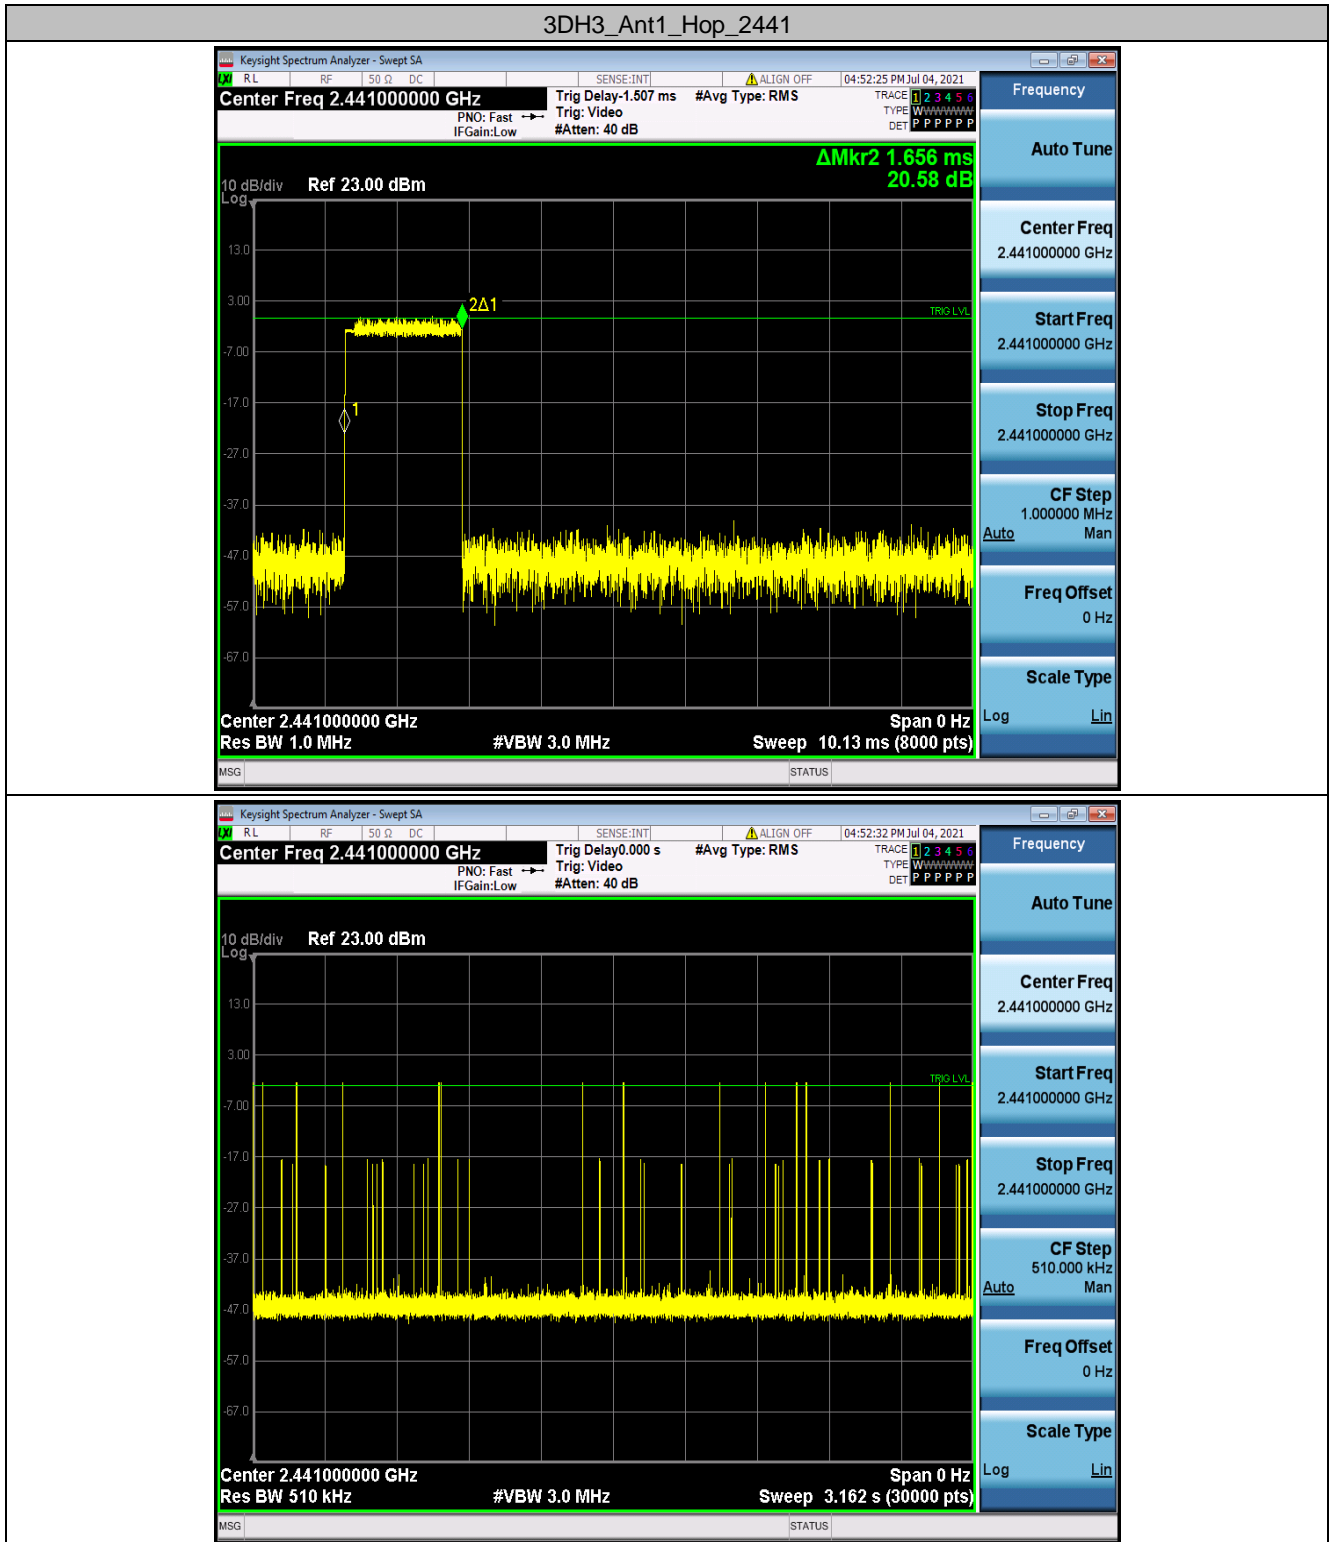 3DH3_Ant1_Hop_2441
Keysight Spectrum Analyzer - Swept SA
LXI RL RF 50 Ω DC SENSE:INT ALIGN OFF 04:52:25 PM Jul 04, 2021
Center Freq 2.441000000 GHz
Trig Delay-1.507 ms #Avg Type: RMS
PNO: Fast Trig: Video
IFGain:Low #Atten: 40 dB
TRACE 1 2 3 4 5 6
TYPE WWWWWW
DET P P P P P P
Frequency
ΔMkr2 1.656 ms
20.58 dB
10 dB/div Ref 23.00 dBm
Log
13.0
3.00
-7.00
-17.0
-27.0
-37.0
-47.0
-57.0
-67.0
2Δ1
1
TRIG LVL
Center 2.441000000 GHz Span 0 Hz
Res BW 1.0 MHz #VBW 3.0 MHz Sweep 10.13 ms (8000 pts)
MSG STATUS
Auto Tune
Center Freq
2.441000000 GHz
Start Freq
2.441000000 GHz
Stop Freq
2.441000000 GHz
CF Step
1.000000 MHz
Auto Man
Freq Offset
0 Hz
Scale Type
Log Lin
Keysight Spectrum Analyzer - Swept SA
LXI RL RF 50 Ω DC SENSE:INT ALIGN OFF 04:52:32 PM Jul 04, 2021
Center Freq 2.441000000 GHz
Trig Delay0.000 s #Avg Type: RMS
PNO: Fast Trig: Video
IFGain:Low #Atten: 40 dB
TRACE 1 2 3 4 5 6
TYPE WWWWWW
DET P P P P P P
Frequency
10 dB/div Ref 23.00 dBm
Log
13.0
3.00
-7.00
-17.0
-27.0
-37.0
-47.0
-57.0
-67.0
TRIG LVL
Center 2.441000000 GHz Span 0 Hz
Res BW 510 kHz #VBW 3.0 MHz Sweep 3.162 s (30000 pts)
MSG STATUS
Auto Tune
Center Freq
2.441000000 GHz
Start Freq
2.441000000 GHz
Stop Freq
2.441000000 GHz
CF Step
510.000 kHz
Auto Man
Freq Offset
0 Hz
Scale Type
Log Lin